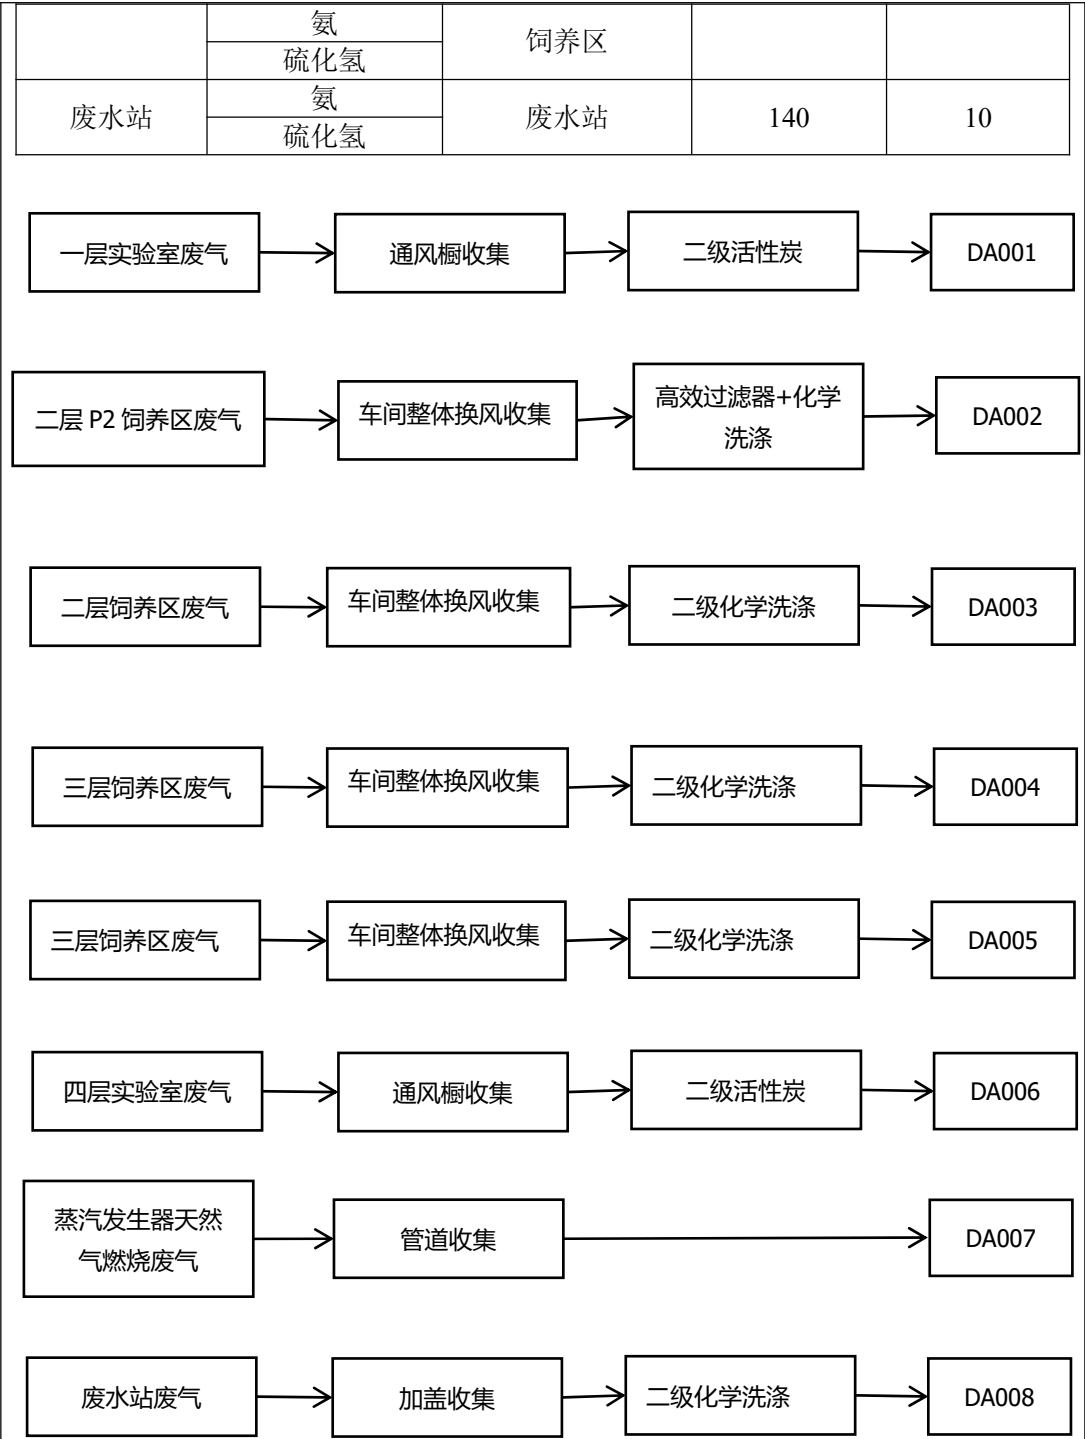 氨
饲养区
硫化氢
废水站
氨
废水站
140
10
硫化氢
一层实验室废气
通风橱收集
二级活性炭
DA001
二层 P2 饲养区废气
车间整体换风收集
高效过滤器+化学
洗涤
DA002
二层饲养区废气
车间整体换风收集
二级化学洗涤
DA003
三层饲养区废气
车间整体换风收集
二级化学洗涤
DA004
三层饲养区废气
车间整体换风收集
二级化学洗涤
DA005
四层实验室废气
通风橱收集
二级活性炭
DA006
蒸汽发生器天然
气燃烧废气
管道收集
DA007
废水站废气
加盖收集
二级化学洗涤
DA008